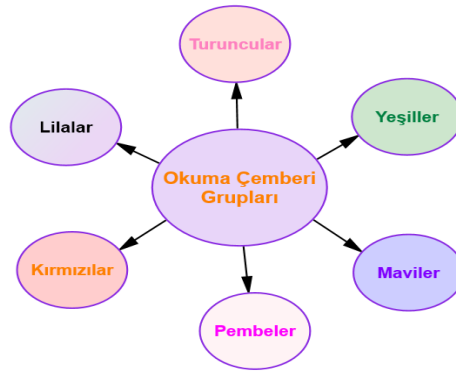 Turuncular
Yeşiller
Lilalar
Okuma Çemberi
Grupları
Kırmızılar
Maviler
Pembeler